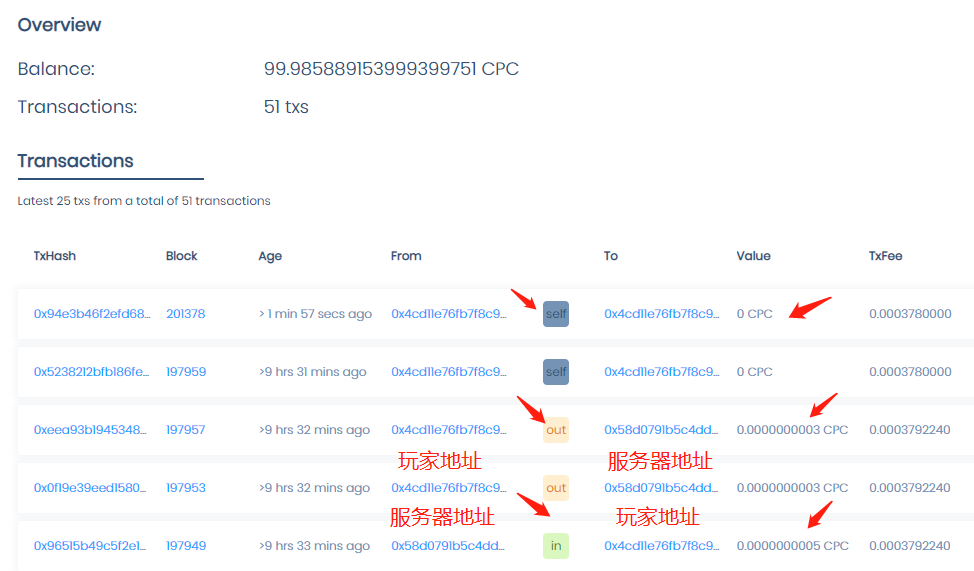 Overview
Balance: 99.985889153999399751 CPC
Transactions: 51 txs
Transactions
Latest 25 txs from a total of 51 transactions
TxHash Block Age From To Value TxFee
0x94e3b46f2efd68... 201378 > 1 min 57 secs ago 0x4cd11e76fb7f8c9... self 0x4cd11e76fb7f8c9... 0 CPC 0.0003780000
0x5238212bfb186fe... 197959 >9 hrs 31 mins ago 0x4cd11e76fb7f8c9... self 0x4cd11e76fb7f8c9... 0 CPC 0.0003780000
0xeea93b1945348... 197957 >9 hrs 32 mins ago 0x4cd11e76fb7f8c9... out 0x58d0791b5c4dd... 0.0000000003 CPC 0.0003792240
玩家地址 服务器地址
0x0f19e39eed1580... 197953 >9 hrs 32 mins ago 0x4cd11e76fb7f8c9... out 0x58d0791b5c4dd... 0.0000000003 CPC 0.0003792240
服务器地址 玩家地址
0x96515b49c5f2e1... 197949 >9 hrs 33 mins ago 0x58d0791b5c4dd... in 0x4cd11e76fb7f8c9... 0.0000000005 CPC 0.0003792240